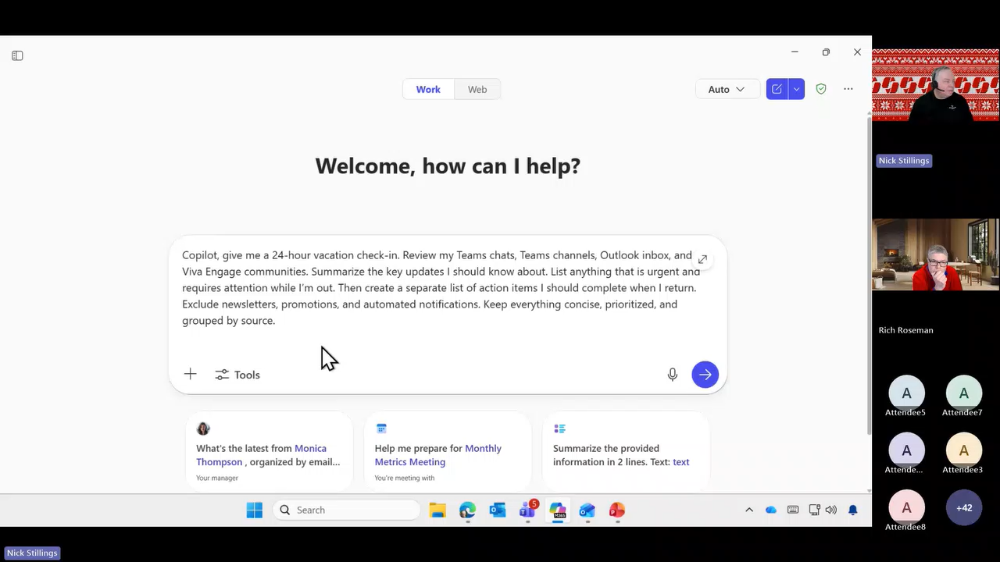 Work
Web
Auto
Welcome, how can I help?
Copilot, give me a 24-hour vacation check-in. Review my Teams chats, Teams channels, Outlook inbox, and
Viva Engage communities. Summarize the key updates I should know about. List anything that is urgent and
requires attention while I'm out. Then create a separate list of action items I should complete when I return.
Exclude newsletters, promotions, and automated notifications. Keep everything concise, prioritized, and
grouped by source.
Tools
What's the latest from Monica
Thompson , organized by email...
Your manager
Help me prepare for Monthly
Metrics Meeting
You're meeting with
Summarize the provided
information in 2 lines. Text: text
Search
5
M365
Nick Stillings
Rich Roseman
A
Attendee5
A
Attendee7
A
Attende...
A
Attendee3
A
Attendee8
+42
Nick Stillings